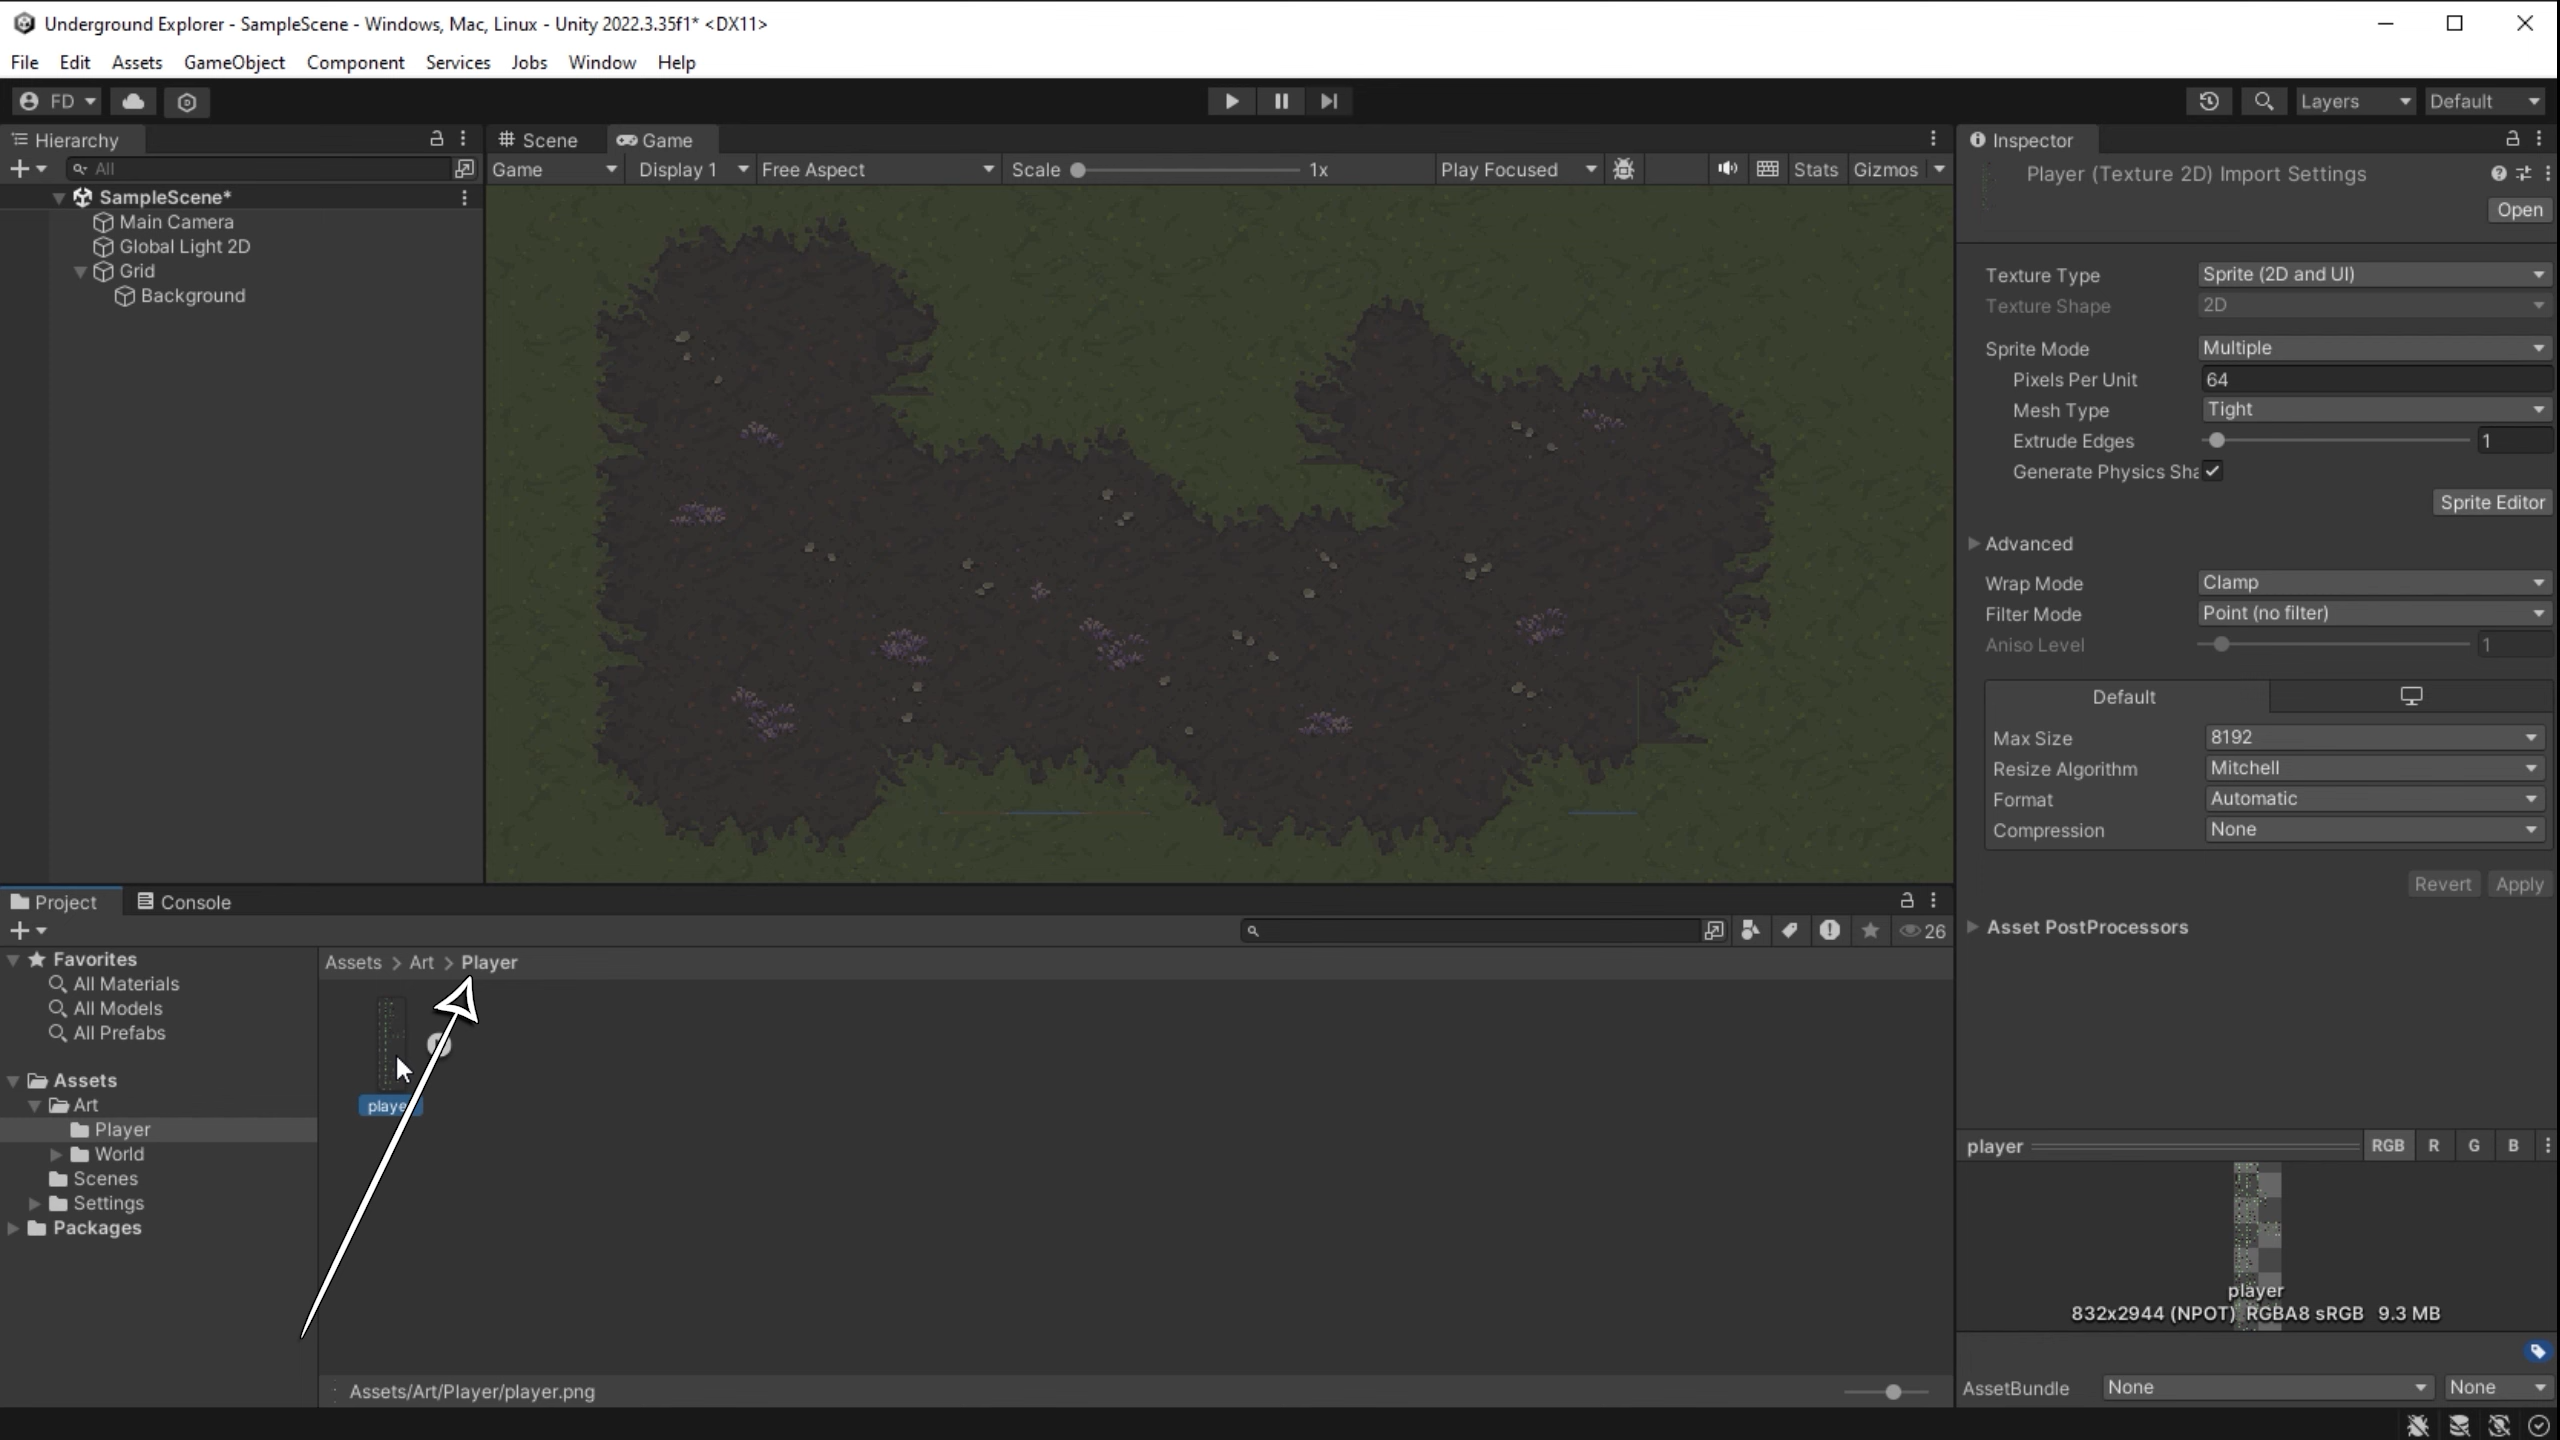 Underground Explorer - SampleScene - Windows, Mac, Linux - Unity 2022.3.35f1* <DX11>
File Edit Assets GameObject Component Services Jobs Window Help
FD Layers Default
Hierarchy
All
SampleScene*
Main Camera
Global Light 2D
Grid
Background
Scene Game
Game Display 1 Free Aspect Scale 1x Play Focused Stats Gizmos
Inspector
Player (Texture 2D) Import Settings
Open
Texture Type Sprite (2D and UI)
Texture Shape 2D
Sprite Mode Multiple
Pixels Per Unit 64
Mesh Type Tight
Extrude Edges 1
Generate Physics Sha
Sprite Editor
Advanced
Wrap Mode Clamp
Filter Mode Point (no filter)
Aniso Level 1
Default
Max Size 8192
Resize Algorithm Mitchell
Format Automatic
Compression None
Revert Apply
Asset PostProcessors
Project Console
26
Favorites
All Materials
All Models
All Prefabs
Assets
Art
Player
World
Scenes
Settings
Packages
Assets > Art > Player
Assets/Art/Player/player.png
player RGB R G B
player
832x2944 (NPOT) RGBA8 sRGB 9.3 MB
AssetBundle None None